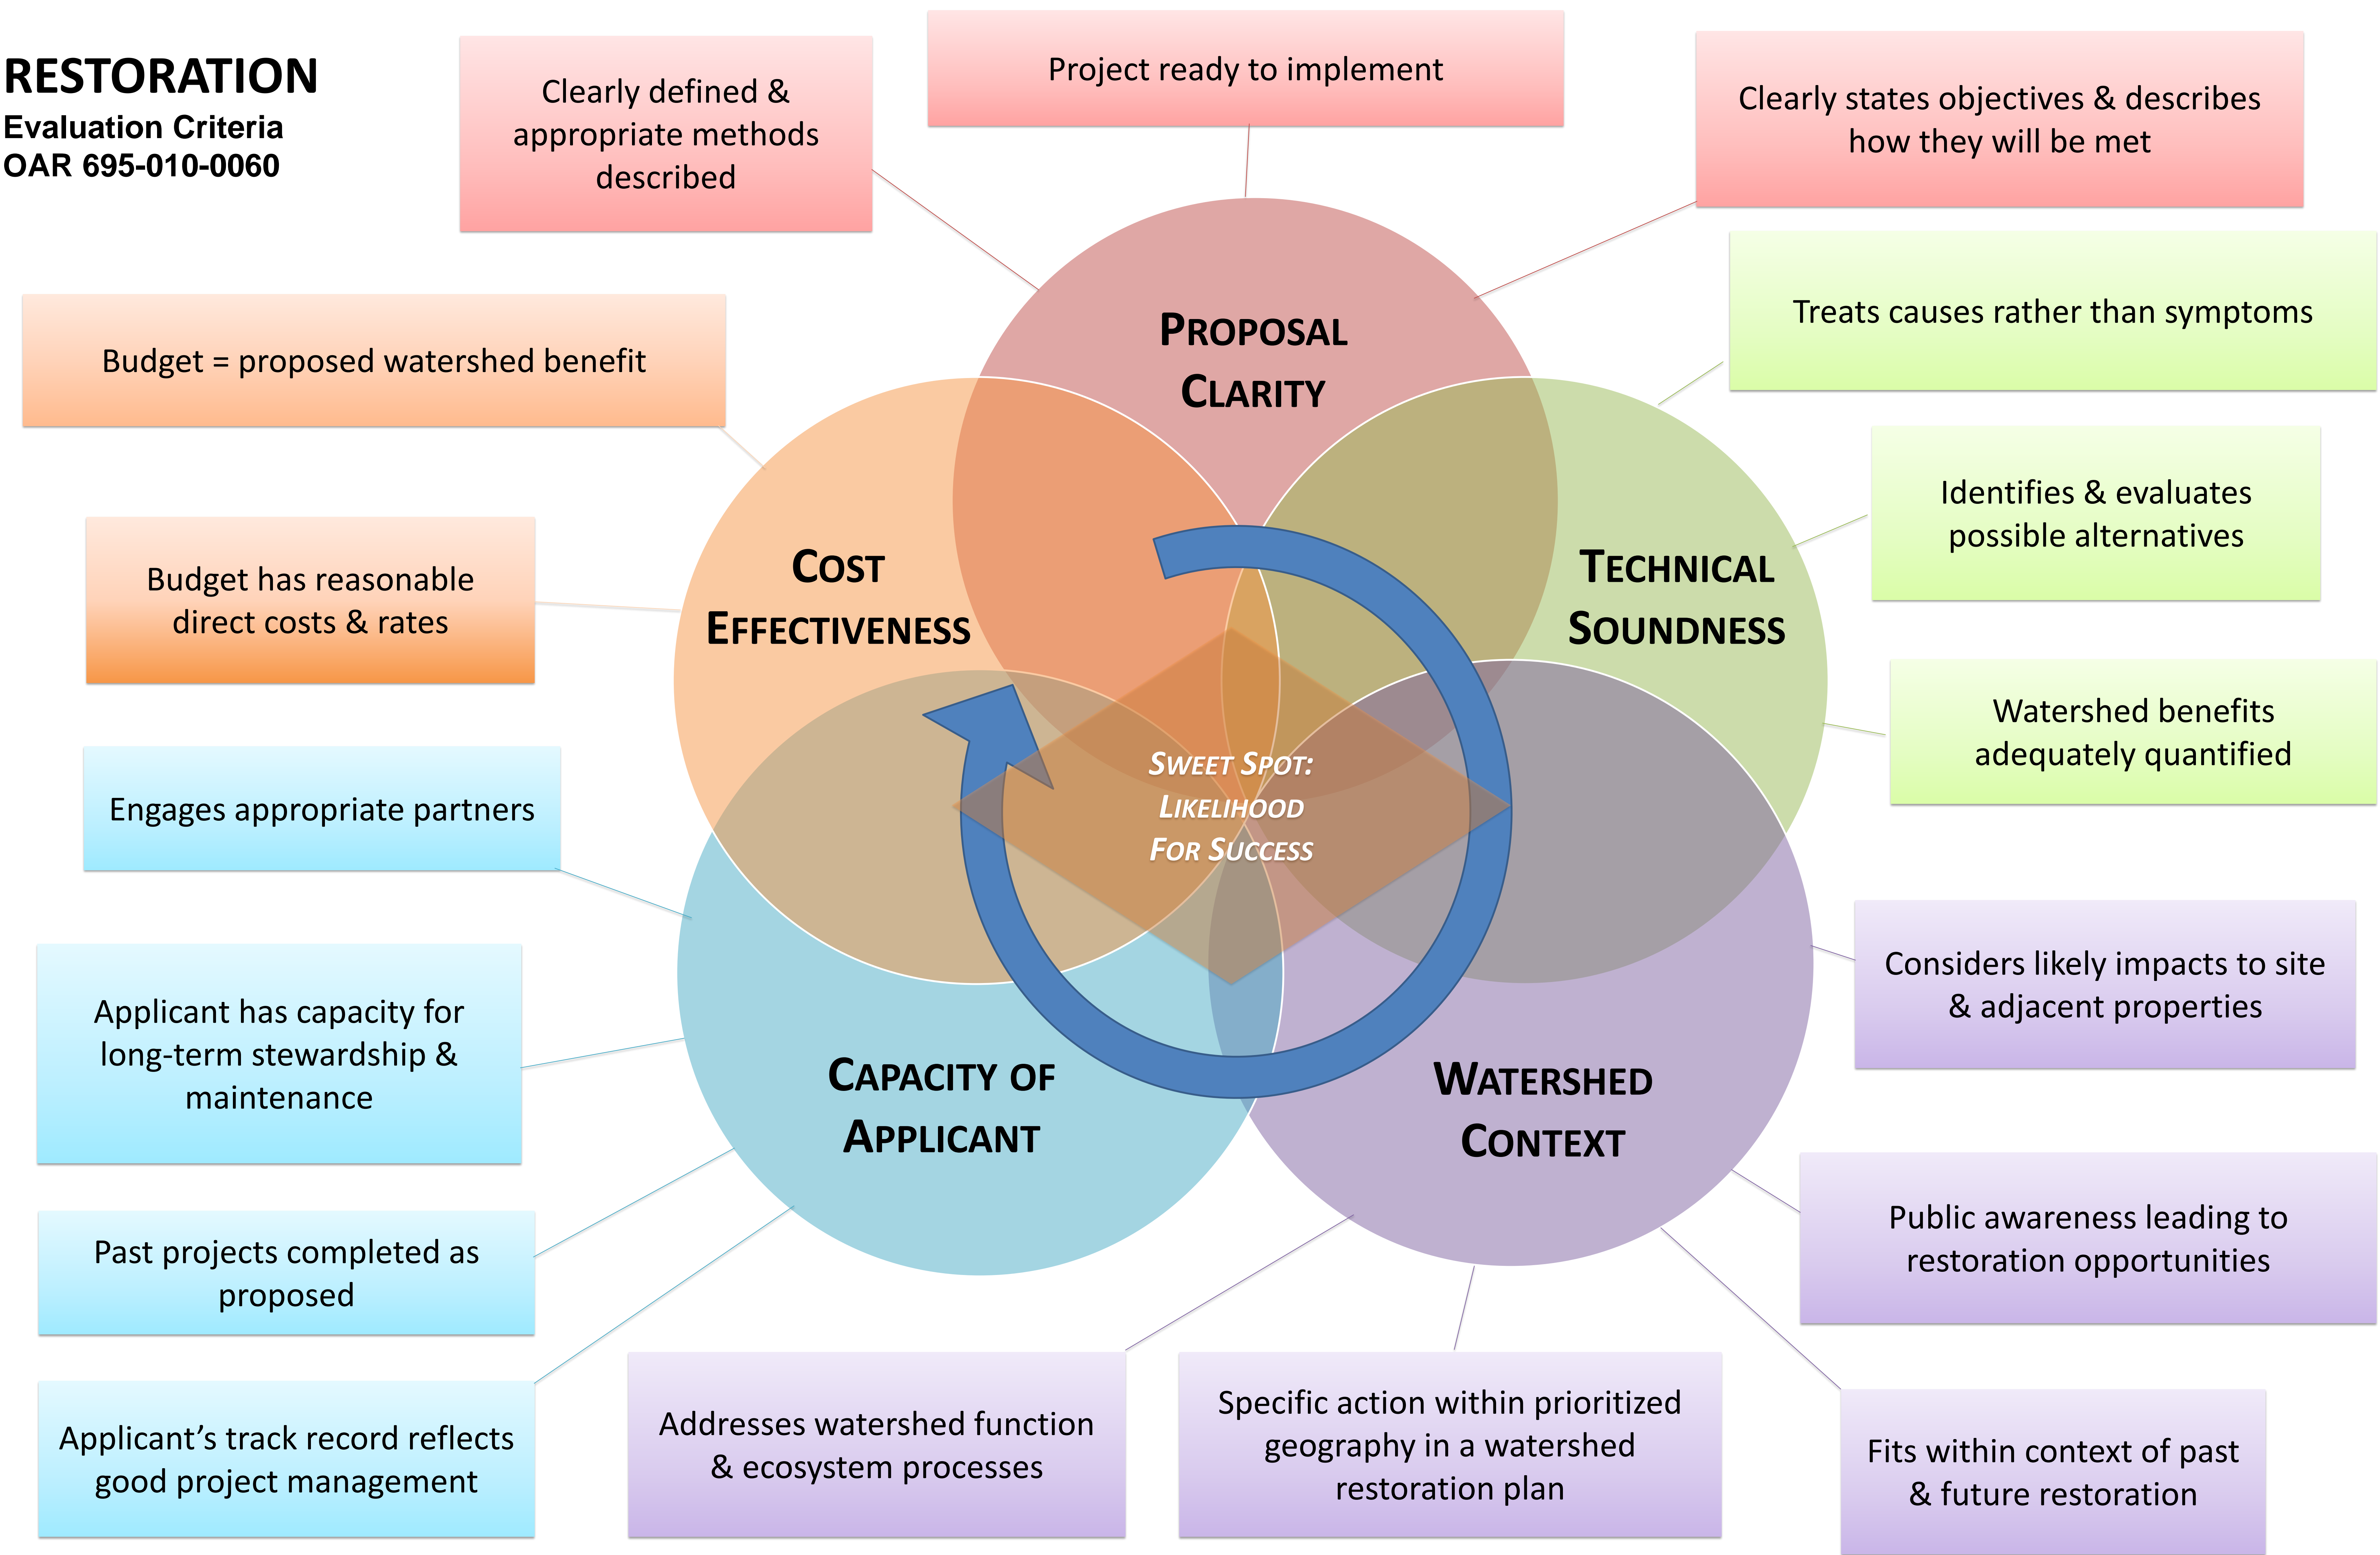 RESTORATION
Evaluation Criteria
OAR 695-010-0060
Clearly defined &
appropriate methods
described
Project ready to implement
Clearly states objectives & describes
how they will be met
Treats causes rather than symptoms
Identifies & evaluates
possible alternatives
Watershed benefits
adequately quantified
Considers likely impacts to site
& adjacent properties
Public awareness leading to
restoration opportunities
Fits within context of past
& future restoration
Specific action within prioritized
geography in a watershed
restoration plan
Addresses watershed function
& ecosystem processes
Applicant’s track record reflects
good project management
Past projects completed as
proposed
Applicant has capacity for
long-term stewardship &
maintenance
Engages appropriate partners
Budget has reasonable
direct costs & rates
Budget = proposed watershed benefit
PROPOSAL
CLARITY
TECHNICAL
SOUNDNESS
WATERSHED
CONTEXT
CAPACITY OF
APPLICANT
COST
EFFECTIVENESS
SWEET SPOT:
LIKELIHOOD
FOR SUCCESS